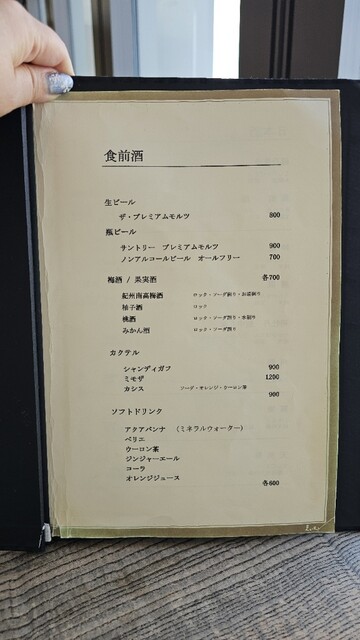 食前酒
生ビール
ザ・プレミアムモルツ 800
瓶ビール
サントリー プレミアムモルツ 900
ノンアルコールビール オールフリー 700
梅酒 / 果実酒 各700
紀州南高梅酒 ロック・ソーダ割り・お湯割り
柚子酒 ロック
桃酒 ロック・ソーダ割り・水割り
みかん酒 ロック・ソーダ割り
カクテル
シャンディガフ 900
ミモザ 1200
カシス ソーダ・オレンジ・ウーロン茶
900
ソフトドリンク
アクアパンナ （ミネラルウォーター）
ペリエ
ウーロン茶
ジンジャーエール
コーラ
オレンジジュース
各600